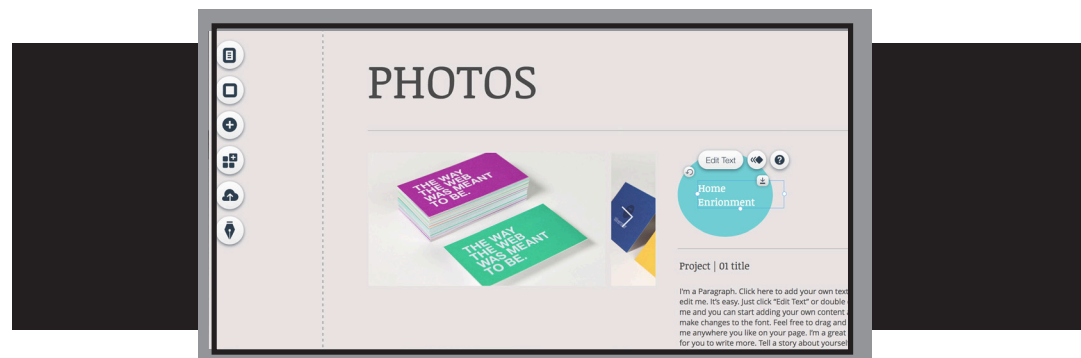 PHOTOS
THE WAY
THE WEB
WAS MEANT
TO BE.
THE WAY
THE WEB
WAS MEANT
TO BE.
Edit Text
Home
Enrionment
Project | 01 title
I'm a Paragraph. Click here to add your own text
edit me. It's easy. Just click “Edit Text” or double
me and you can start adding your own content
make changes to the font. Feel free to drag and
me anywhere you like on your page. I'm a great
for you to write more. Tell a story about yourself